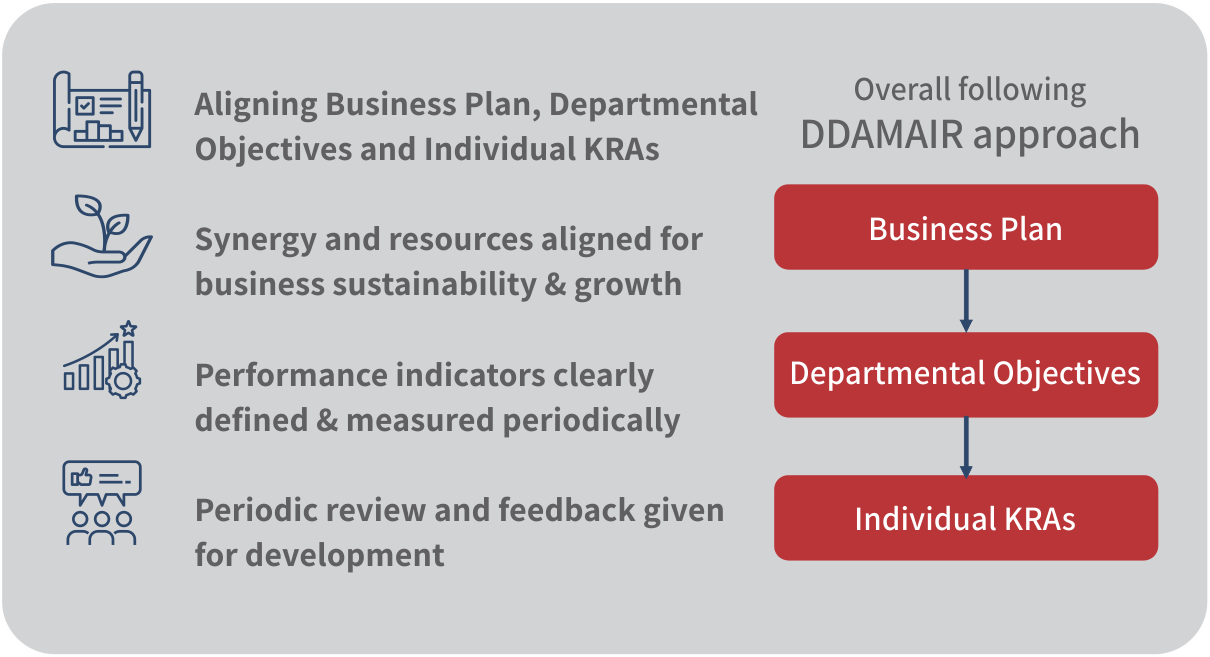 Aligning Business Plan, Departmental
Objectives and Individual KRAs
Synergy and resources aligned for
business sustainability & growth
Performance indicators clearly
defined & measured periodically
Periodic review and feedback given
for development
Overall following
DDAMAIR approach
Business Plan
Departmental Objectives
Individual KRAs